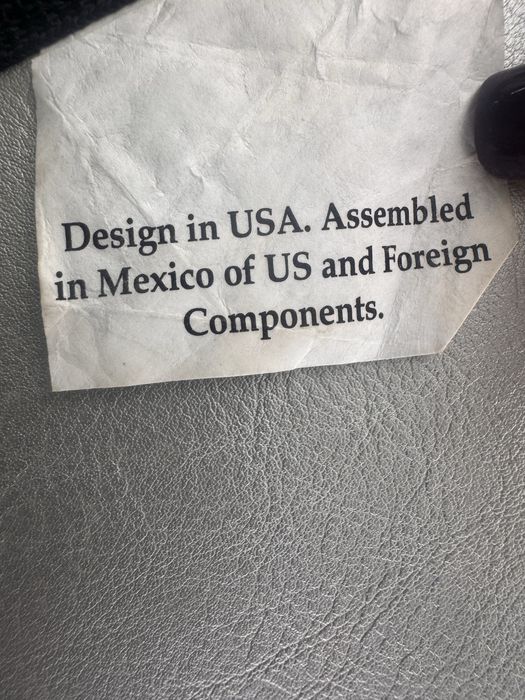 Design in USA. Assembled
in Mexico of US and Foreign
Components.